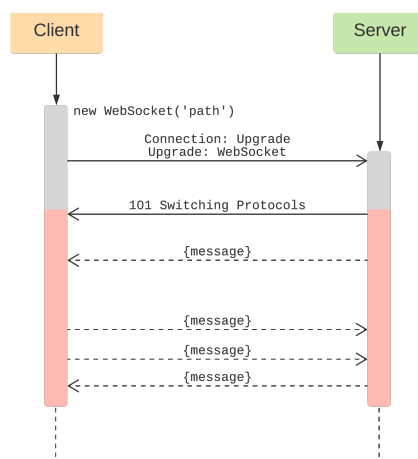 Client
Server
new WebSocket('path')
Connection: Upgrade
Upgrade: WebSocket
101 Switching Protocols
{message}
{message}
{message}
{message}